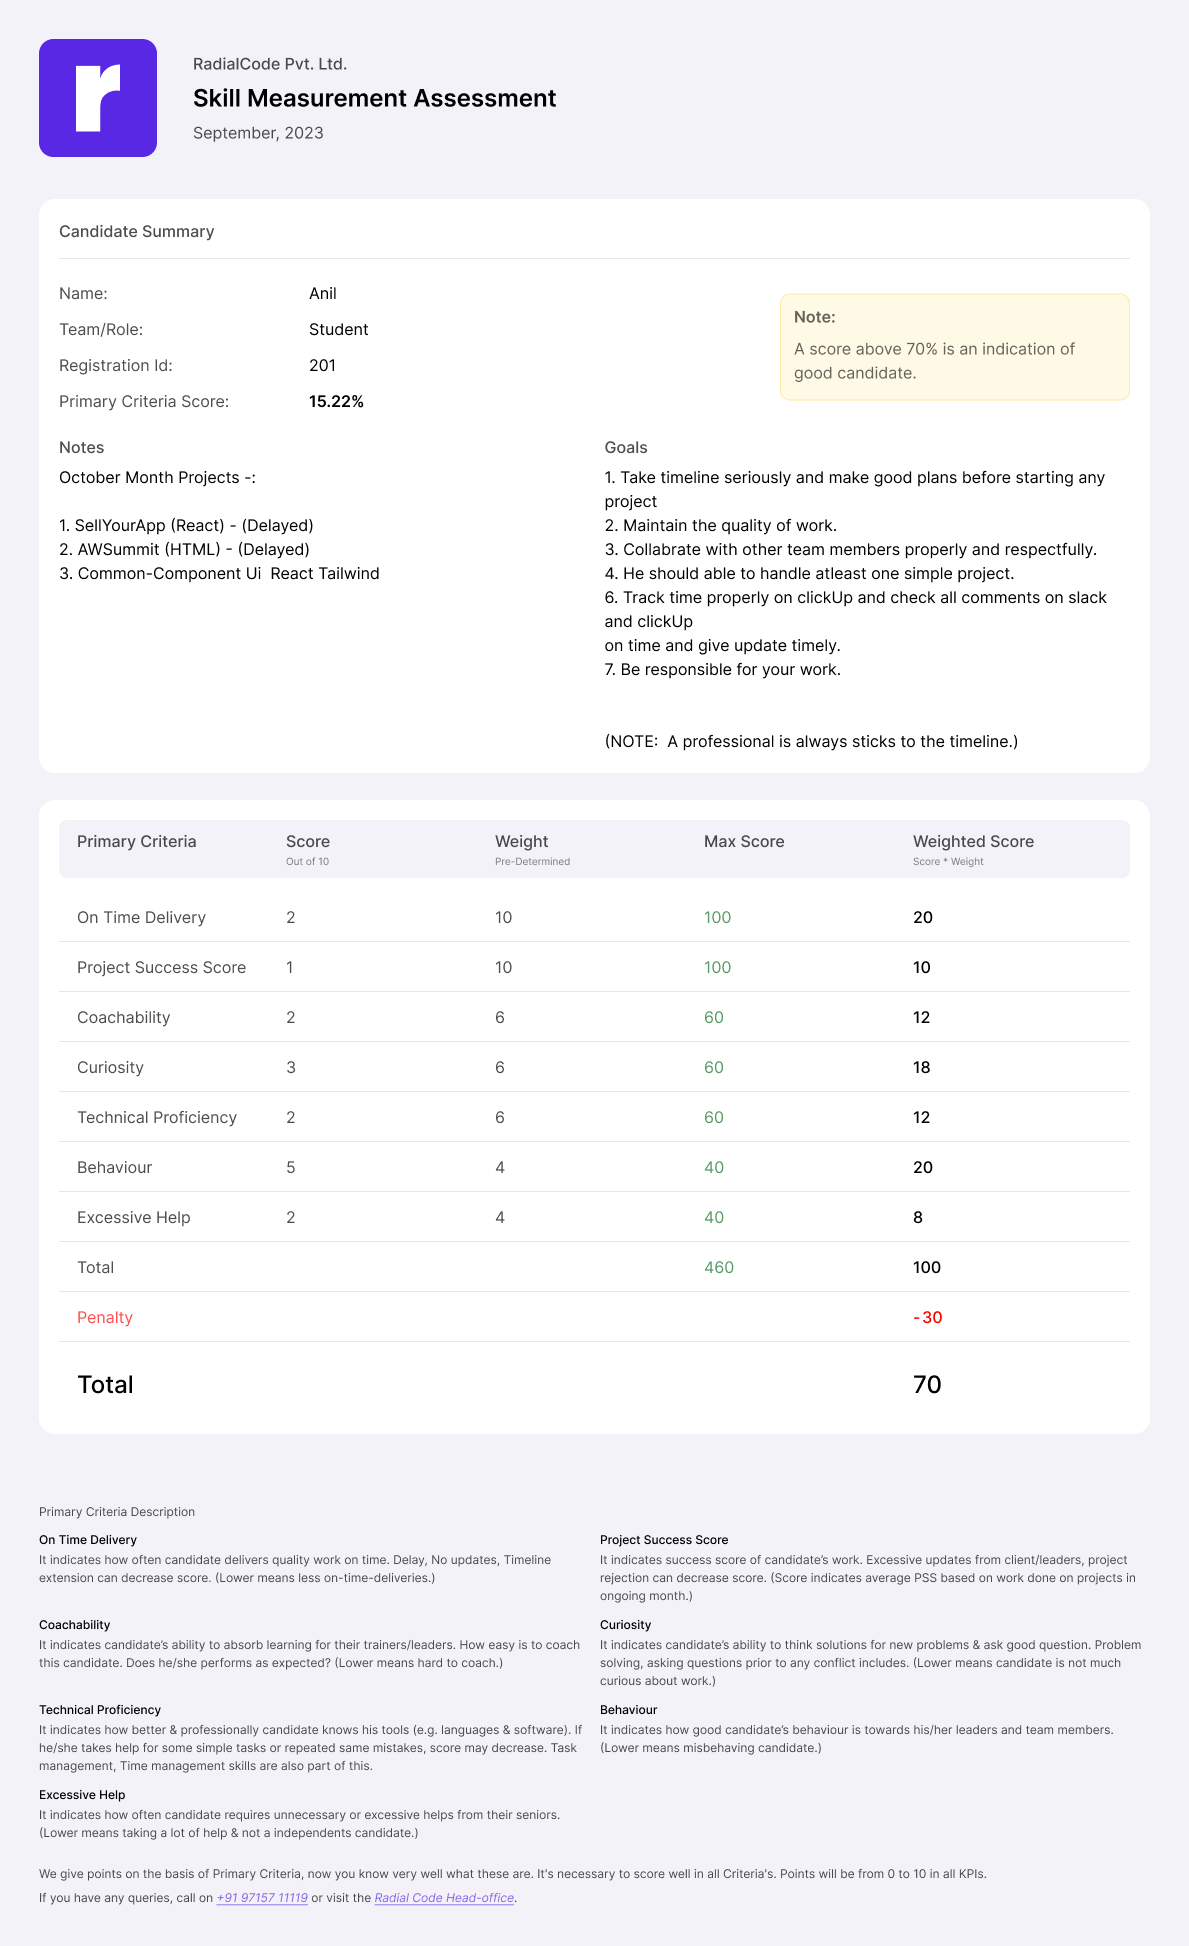 r
RadialCode Pvt. Ltd.
Skill Measurement Assessment
September, 2023
Candidate Summary
Name: Anil
Team/Role: Student
Registration Id: 201
Primary Criteria Score: 15.22%
Note:
A score above 70% is an indication of
good candidate.
Notes
October Month Projects -:
1. SellYourApp (React) - (Delayed)
2. AWSummit (HTML) - (Delayed)
3. Common-Component Ui  React Tailwind
Goals
1. Take timeline seriously and make good plans before starting any
project
2. Maintain the quality of work.
3. Collabrate with other team members properly and respectfully.
4. He should able to handle atleast one simple project.
6. Track time properly on clickUp and check all comments on slack
and clickUp
on time and give update timely.
7. Be responsible for your work.
(NOTE:  A professional is always sticks to the timeline.)
Primary Criteria Score Weight Max Score Weighted Score
Out of 10 Pre-Determined Score * Weight
On Time Delivery 2 10 100 20
Project Success Score 1 10 100 10
Coachability 2 6 60 12
Curiosity 3 6 60 18
Technical Proficiency 2 6 60 12
Behaviour 5 4 40 20
Excessive Help 2 4 40 8
Total 460 100
Penalty -30
Total 70
Primary Criteria Description
On Time Delivery
It indicates how often candidate delivers quality work on time. Delay, No updates, Timeline
extension can decrease score. (Lower means less on-time-deliveries.)
Project Success Score
It indicates success score of candidate’s work. Excessive updates from client/leaders, project
rejection can decrease score. (Score indicates average PSS based on work done on projects in
ongoing month.)
Coachability
It indicates candidate’s ability to absorb learning for their trainers/leaders. How easy is to coach
this candidate. Does he/she performs as expected? (Lower means hard to coach.)
Curiosity
It indicates candidate’s ability to think solutions for new problems & ask good question. Problem
solving, asking questions prior to any conflict includes. (Lower means candidate is not much
curious about work.)
Technical Proficiency
It indicates how better & professionally candidate knows his tools (e.g. languages & software). If
he/she takes help for some simple tasks or repeated same mistakes, score may decrease. Task
management, Time management skills are also part of this.
Behaviour
It indicates how good candidate’s behaviour is towards his/her leaders and team members.
(Lower means misbehaving candidate.)
Excessive Help
It indicates how often candidate requires unnecessary or excessive helps from their seniors.
(Lower means taking a lot of help & not a independents candidate.)
We give points on the basis of Primary Criteria, now you know very well what these are. It's necessary to score well in all Criteria's. Points will be from 0 to 10 in all KPIs.
If you have any queries, call on +91 97157 11119 or visit the Radial Code Head-office.